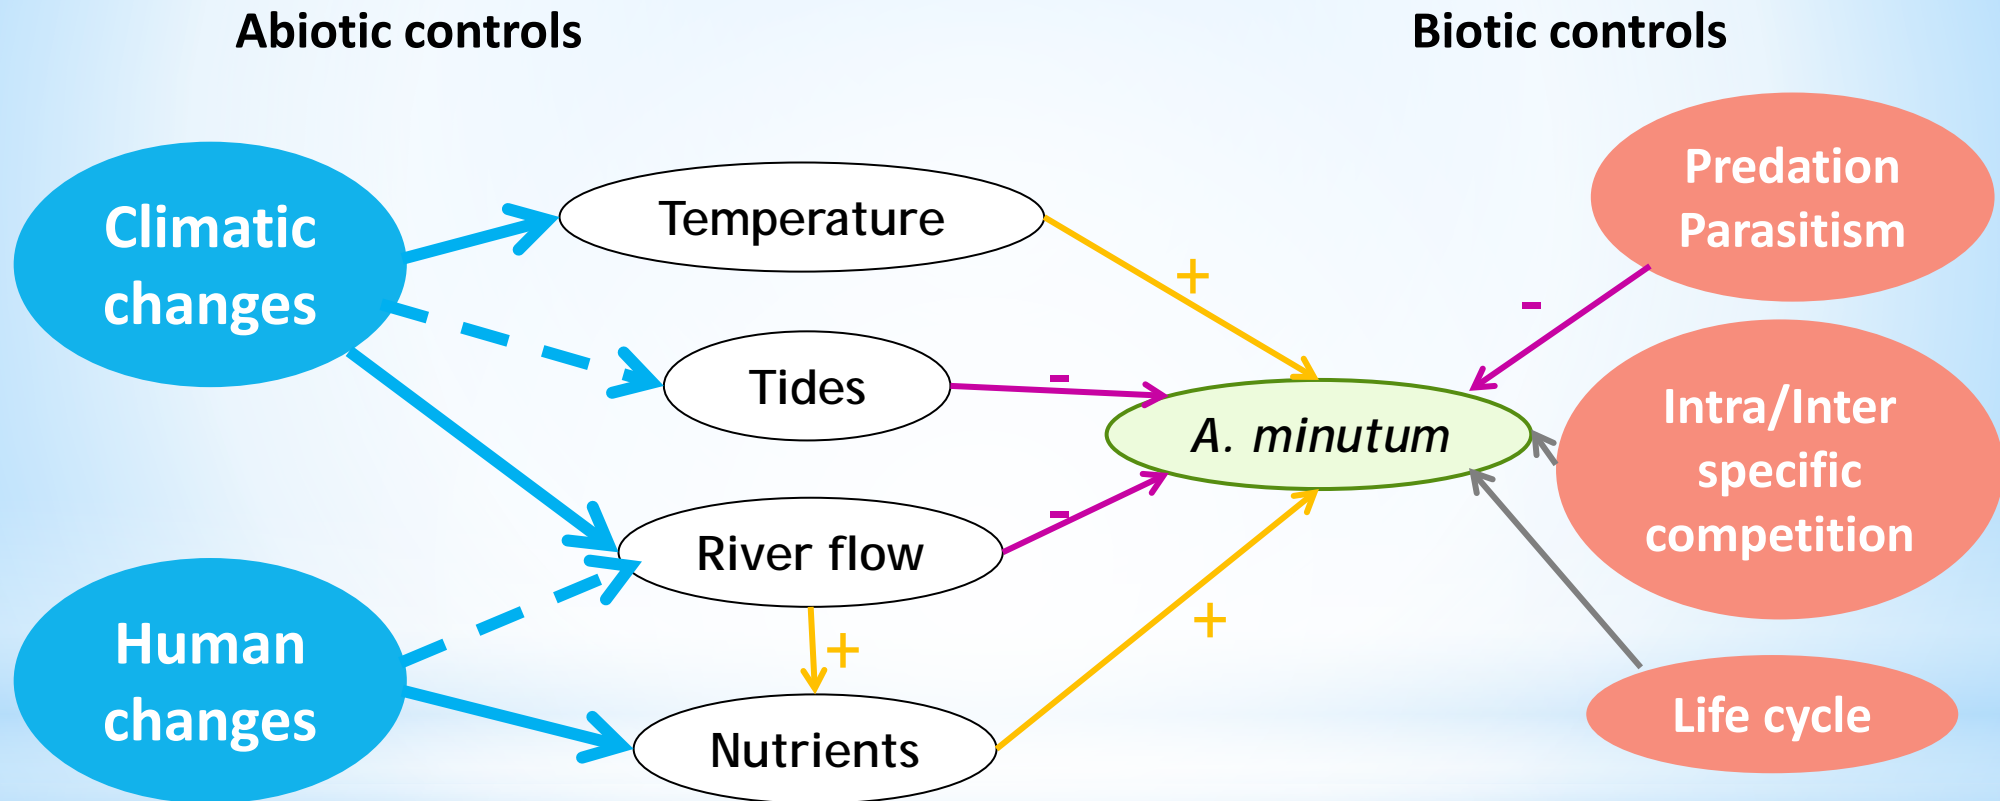 Abiotic controls
Biotic controls
Climatic
changes
Temperature
+
Predation
Parasitism
-
Tides
-
A. minutum
Intra/Inter
specific
competition
River flow
-
+
+
Human
changes
Nutrients
Life cycle